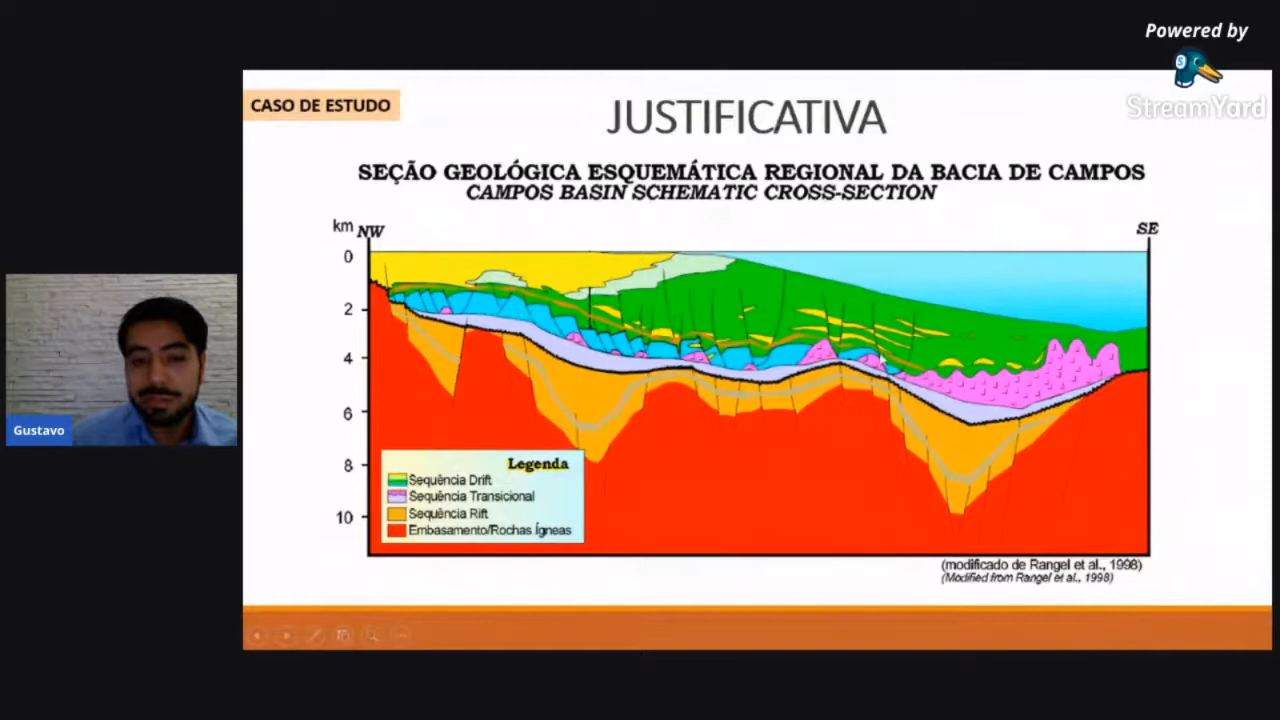 Powered by
StreamYard
CASO DE ESTUDO
JUSTIFICATIVA
SEÇÃO GEOLÓGICA ESQUEMÁTICA REGIONAL DA BACIA DE CAMPOS
CAMPOS BASIN SCHEMATIC CROSS-SECTION
km NW
SE
0
2
4
6
8
10
Legenda
Sequência Drift
Sequência Transicional
Sequência Rift
Embasamento/Rochas Ígneas
(modificado de Rangel et al., 1998)
(Modified from Rangel et al., 1998)
Gustavo